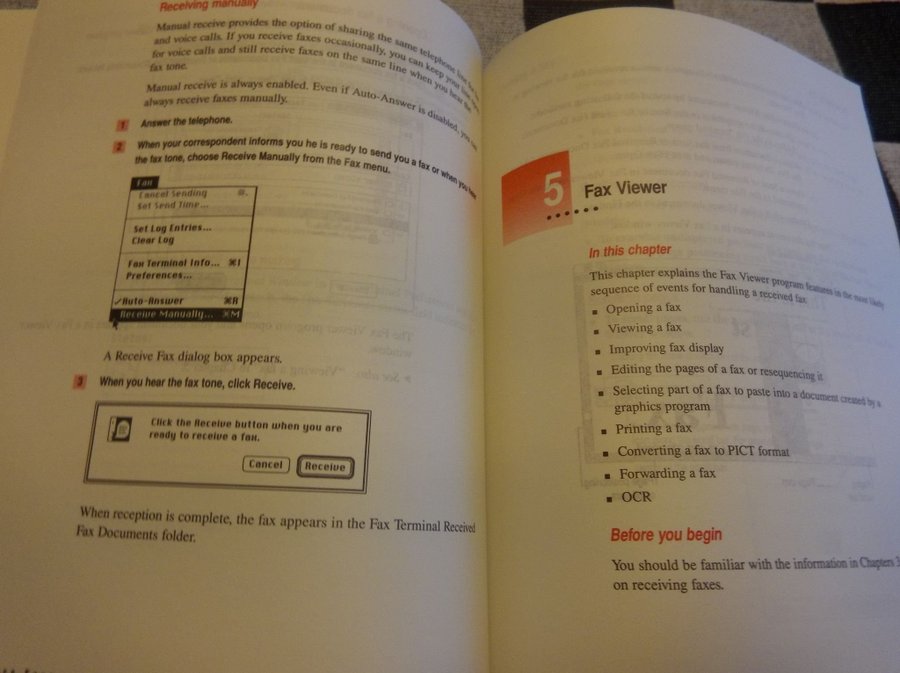 Receiving manually
Manual receive provides the option of sharing the same telephone line for fax
and voice calls. If you receive faxes occasionally, you can keep your line open
for voice calls and still receive faxes on the same line when you hear the
fax tone.
Manual receive is always enabled. Even if Auto-Answer is disabled, you can
always receive faxes manually.
1 Answer the telephone.
2 When your correspondent informs you he is ready to send you a fax or when you hear
the fax tone, choose Receive Manually from the Fax menu.
Fax
Cancel Sending ⌘.
Set Send Time...
Set Log Entries...
Clear Log
Fax Terminal Info... ⌘I
Preferences...
✓Auto-Answer ⌘R
Receive Manually... ⌘M
A Receive Fax dialog box appears.
3 When you hear the fax tone, click Receive.
Click the Receive button when you are
ready to receive a fax.
Cancel Receive
When reception is complete, the fax appears in the Fax Terminal Received
Fax Documents folder.
5 Fax Viewer
In this chapter
This chapter explains the Fax Viewer program features in the most likely
sequence of events for handling a received fax
■ Opening a fax
■ Viewing a fax
■ Improving fax display
■ Editing the pages of a fax or resequencing it
■ Selecting part of a fax to paste into a document created by a
graphics program
■ Printing a fax
■ Converting a fax to PICT format
■ Forwarding a fax
■ OCR
Before you begin
You should be familiar with the information in Chapters 3
on receiving faxes.